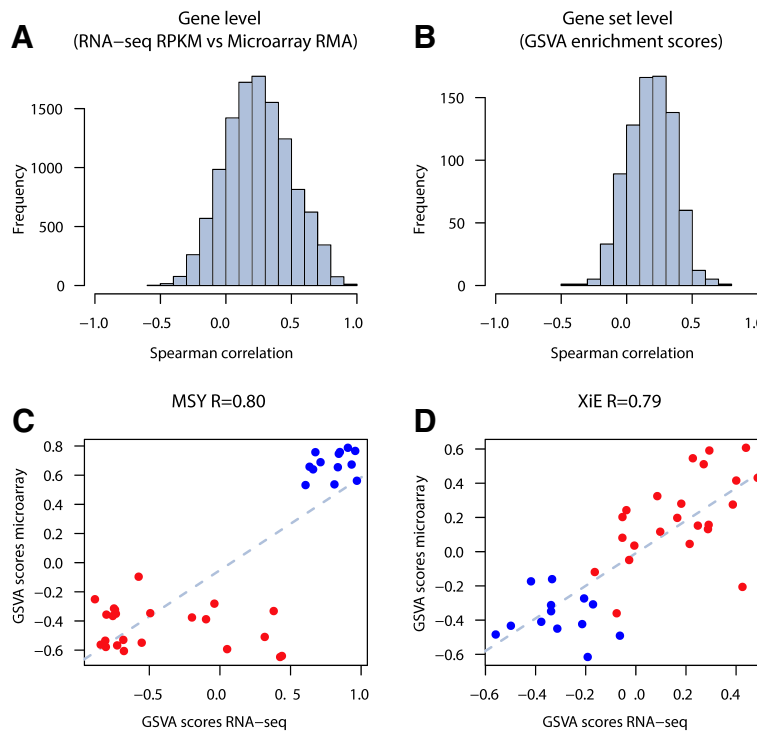 A
Gene level
(RNA−seq RPKM vs Microarray RMA)
Frequency
1500
1000
500
0
−1.0 −0.5 0.0 0.5 1.0
Spearman correlation
B
Gene set level
(GSVA enrichment scores)
Frequency
150
100
50
0
−1.0 −0.5 0.0 0.5 1.0
Spearman correlation
C
MSY R=0.80
GSVA scores microarray
0.8
0.6
0.4
0.2
0.0
−0.2
−0.4
−0.6
−0.5 0.0 0. 5 1.0
GSVA scores RNA−seq
D
XiE R=0.79
GSVA scores microarray
0.6
0.4
0.2
0.0
−0.2
−0.4
−0.6
−0.6 −0.4 −0.2 0 .0 0.2 0.4
GSVA scores RNA−seq